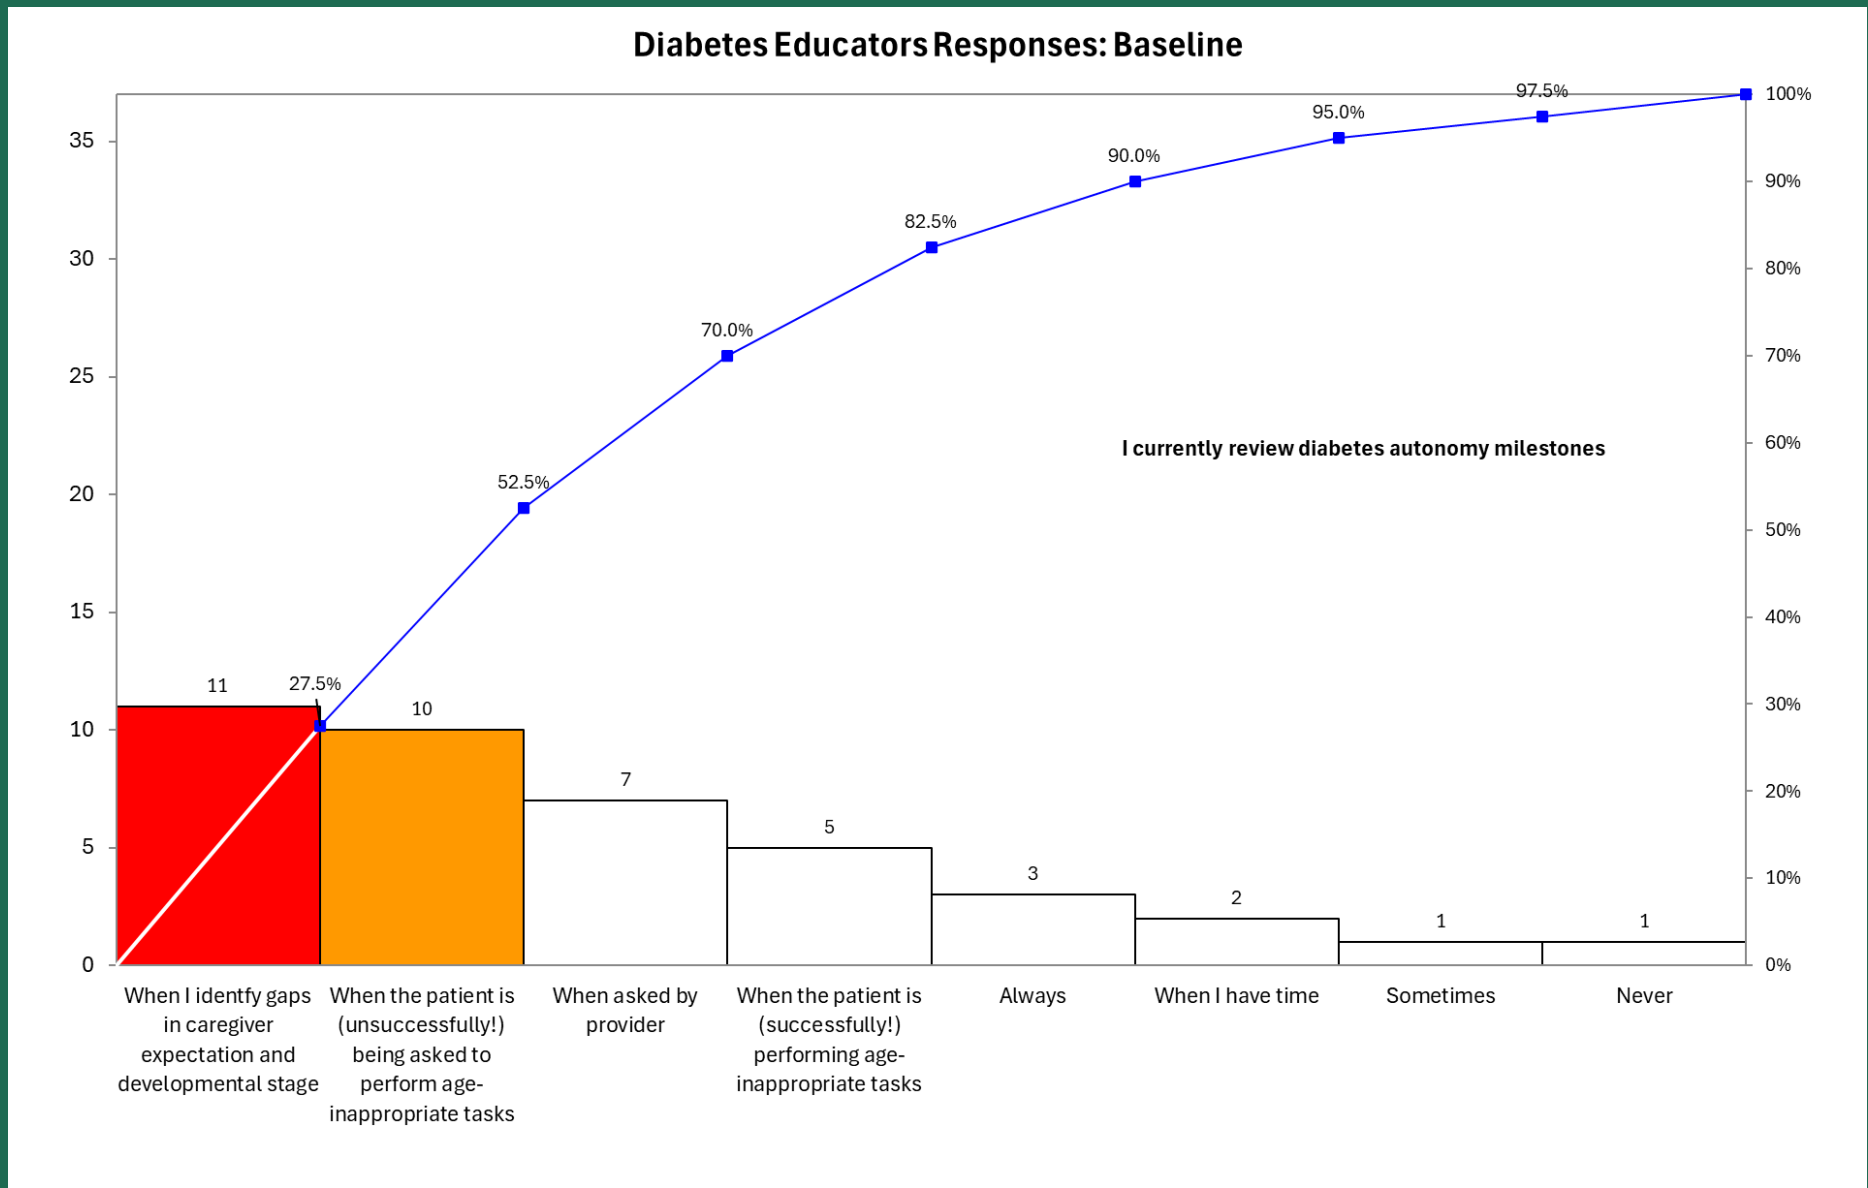 Diabetes Educators Responses: Baseline
35
30
25
20
15
10
5
0
100%
90%
80%
70%
60%
50%
40%
30%
20%
10%
0%
27.5%
52.5%
70.0%
82.5%
90.0%
95.0%
97.5%
11
10
7
5
3
2
1
1
I currently review diabetes autonomy milestones
When I identfy gaps
in caregiver
expectation and
developmental stage
When the patient is
(unsuccessfully!)
being asked to
perform age-
inappropriate tasks
When asked by
provider
When the patient is
(successfully!)
performing age-
inappropriate tasks
Always
When I have time
Sometimes
Never